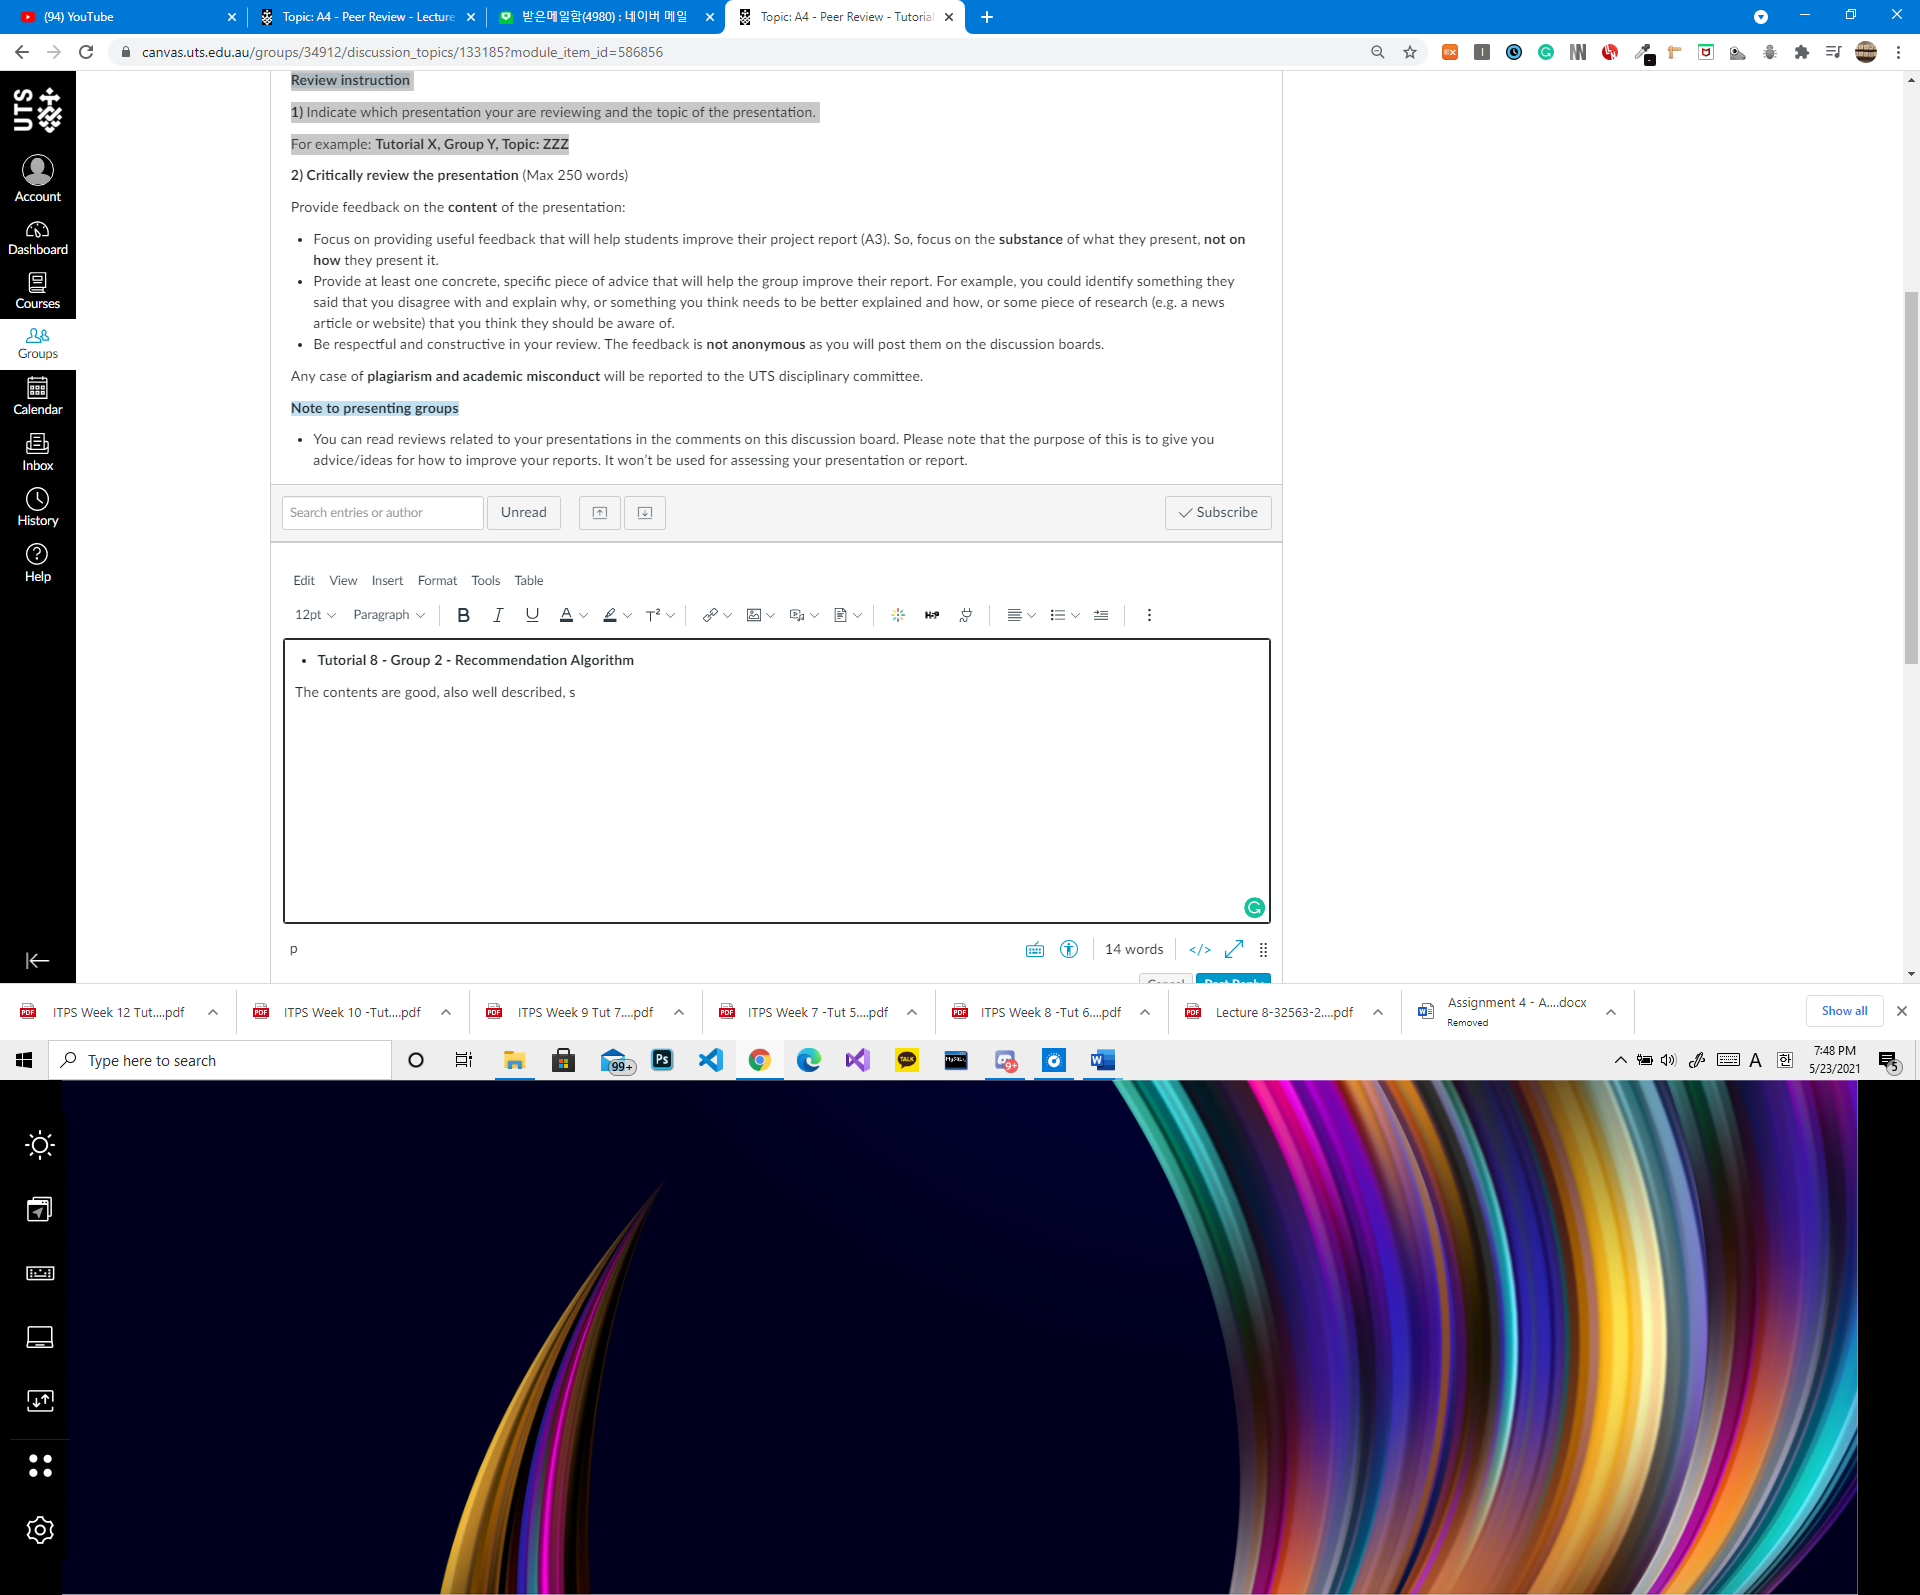 (94) YouTube
Topic: A4 - Peer Review - Lecture
받은메일함(4980) : 네이버 메일
Topic: A4 - Peer Review - Tutorial
canvas.uts.edu.au/groups/34912/discussion_topics/133185?module_item_id=586856
UTS
Account
Dashboard
Courses
Groups
Calendar
Inbox
History
Help
Review instruction
1) Indicate which presentation your are reviewing and the topic of the presentation.
For example: Tutorial X, Group Y, Topic: ZZZ
2) Critically review the presentation (Max 250 words)
Provide feedback on the content of the presentation:
• Focus on providing useful feedback that will help students improve their project report (A3). So, focus on the substance of what they present, not on
how they present it.
• Provide at least one concrete, specific piece of advice that will help the group improve their report. For example, you could identify something they
said that you disagree with and explain why, or something you think needs to be better explained and how, or some piece of research (e.g. a news
article or website) that you think they should be aware of.
• Be respectful and constructive in your review. The feedback is not anonymous as you will post them on the discussion boards.
Any case of plagiarism and academic misconduct will be reported to the UTS disciplinary committee.
Note to presenting groups
• You can read reviews related to your presentations in the comments on this discussion board. Please note that the purpose of this is to give you
advice/ideas for how to improve your reports. It won't be used for assessing your presentation or report.
Search entries or author
Unread
Subscribe
Edit View Insert Format Tools Table
12pt Paragraph B I U A T²
• Tutorial 8 - Group 2 - Recommendation Algorithm
The contents are good, also well described, s
p
14 words
</>
Cancel
Post Reply
ITPS Week 12 Tut....pdf
ITPS Week 10 -Tut....pdf
ITPS Week 9 Tut 7....pdf
ITPS Week 7 -Tut 5....pdf
ITPS Week 8 -Tut 6....pdf
Lecture 8-32563-2....pdf
Assignment 4 - A....docx
Removed
Show all
Type here to search
99+
Ps
TALK
9+
A
한
7:48 PM
5/23/2021
5